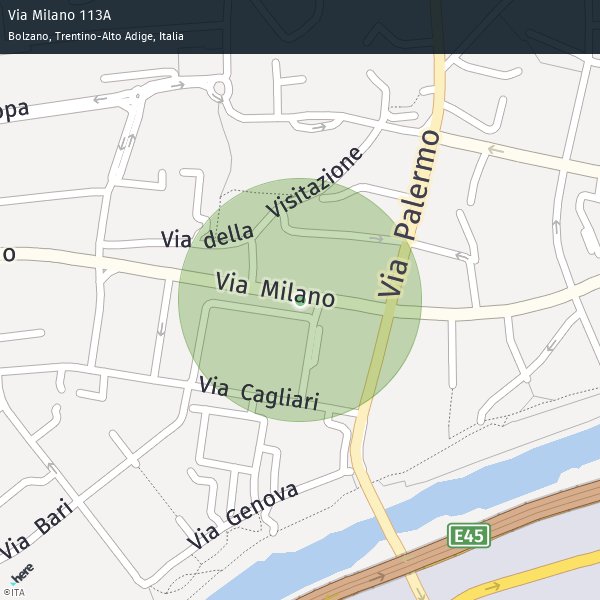 Via Milano 113A
Bolzano, Trentino-Alto Adige, Italia
opa
Via Palermo
Via della Visitazione
o
Via Milano
Via Cagliari
Via Genova
Via Bari
E45
here
©ITA